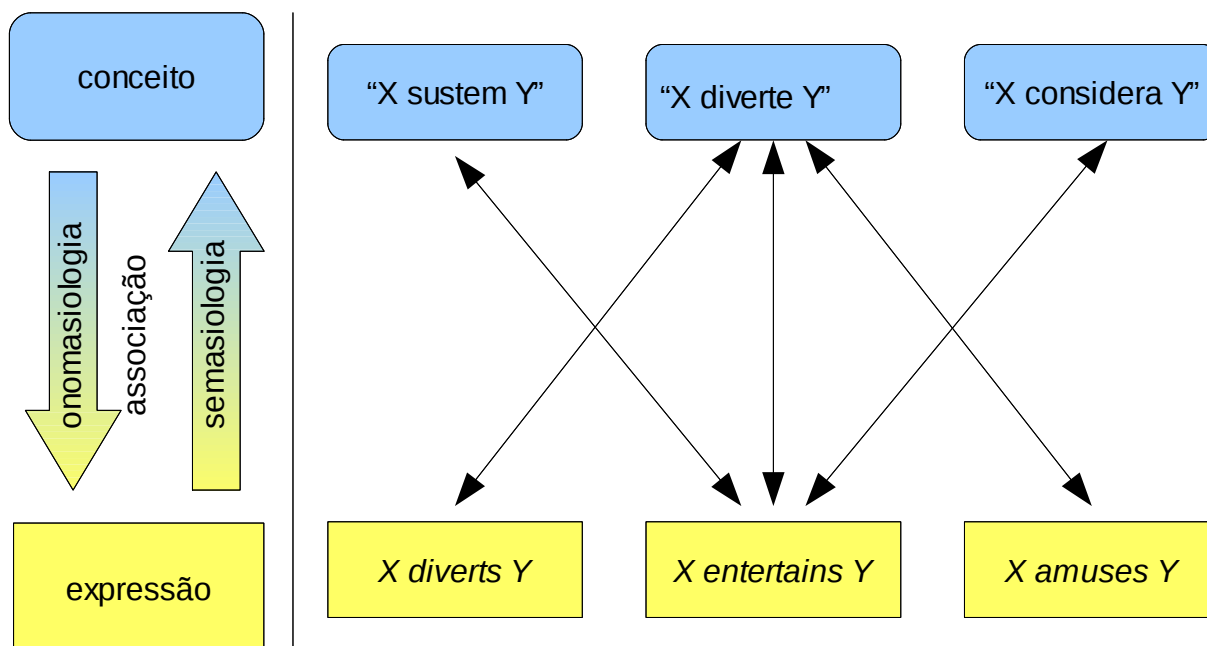 conceito
“X sustem Y”
“X diverte Y”
“X considera Y”
onomasiologia
associação
semasiologia
expressão
X diverts Y
X entertains Y
X amuses Y